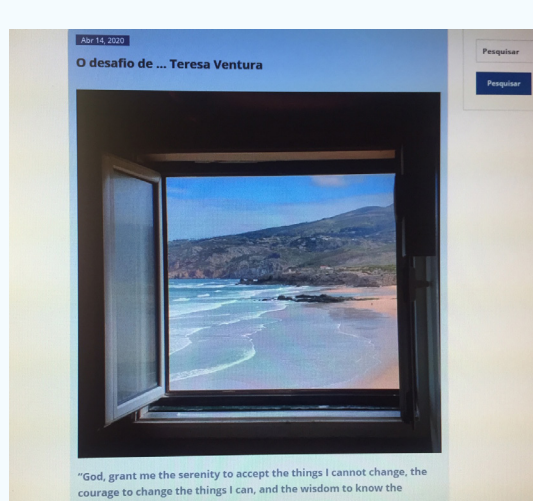 Abr 14, 2020
O desafio de ... Teresa Ventura
Pesquisar
Pesquisar
“God, grant me the serenity to accept the things I cannot change, the
courage to change the things I can, and the wisdom to know the